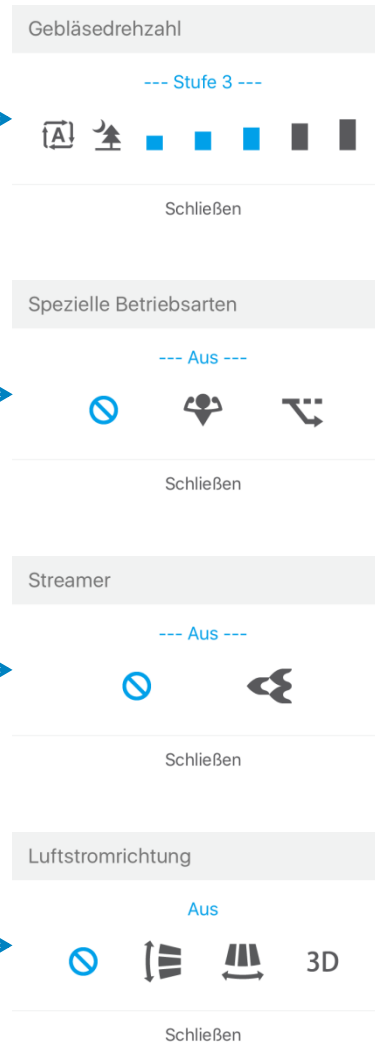 Gebläsedrehzahl
--- Stufe 3 ---
A
Schließen
Spezielle Betriebsarten
--- Aus ---
Schließen
Streamer
--- Aus ---
Schließen
Luftstromrichtung
Aus
3D
Schließen